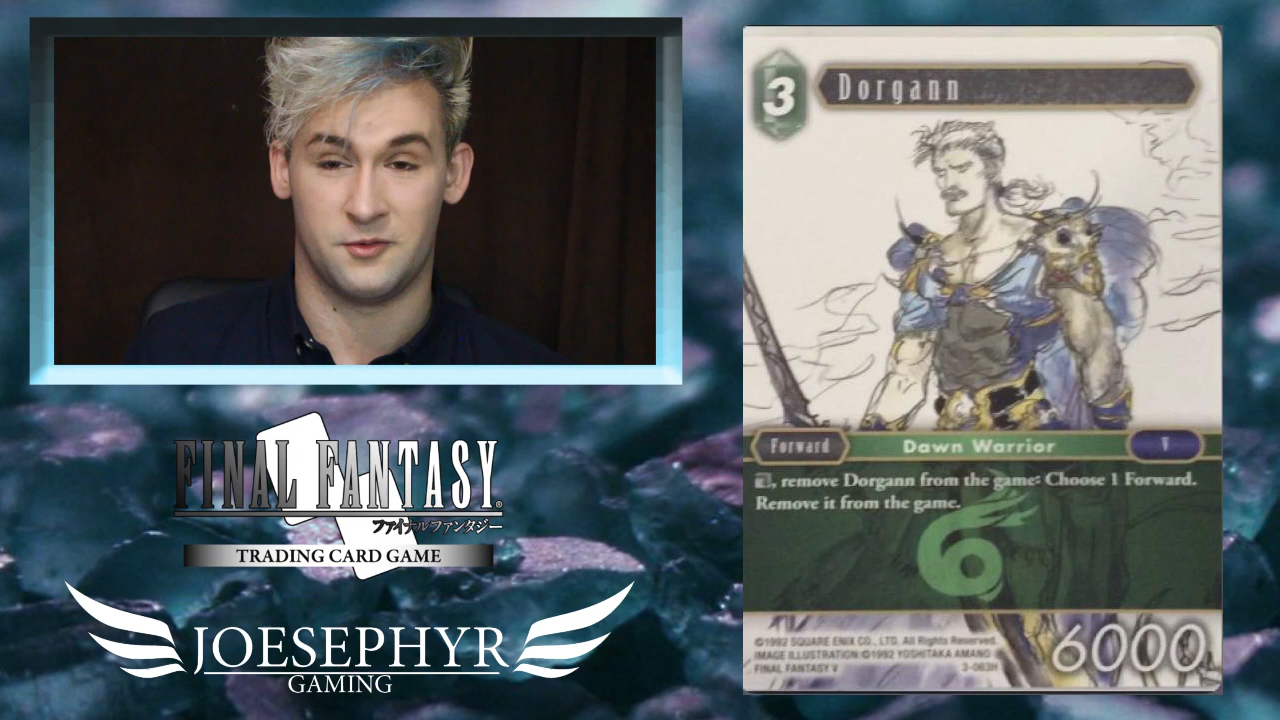 FINAL FANTASY®
ファイナルファンタジー
TRADING CARD GAME
JOESEPHYR
GAMING
3
Dorgann
Forward
Dawn Warrior
V
, remove Dorgann from the game: Choose 1 Forward.
Remove it from the game.
©1992 SQUARE ENIX CO., LTD. All Rights Reserved.
IMAGE ILLUSTRATION ©1992 YOSHITAKA AMANO
FINAL FANTASY V
3-063H
6000